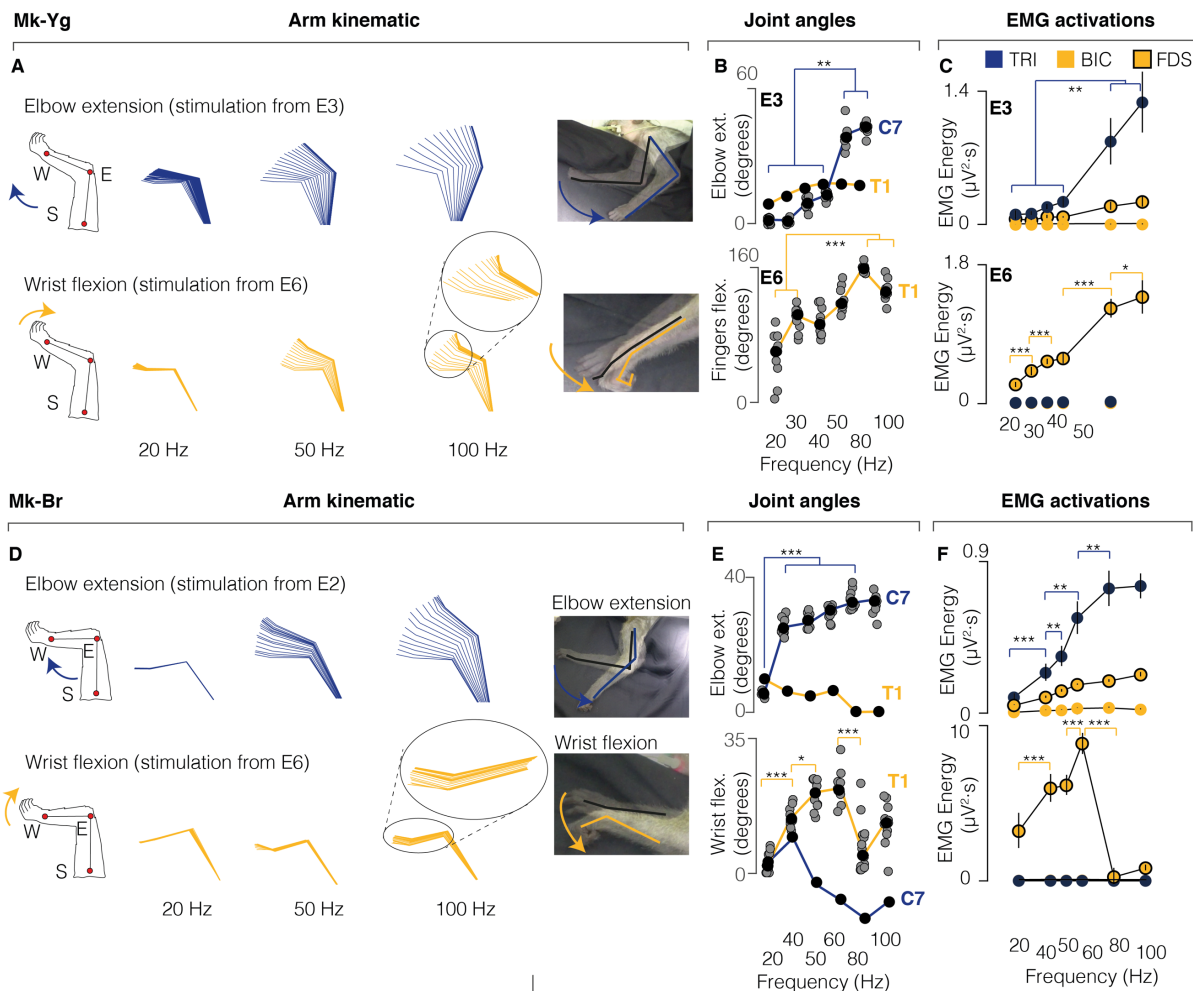 Mk-Yg Arm kinematic Joint angles EMG activations
A
Elbow extension (stimulation from E3)
W E
S
Wrist flexion (stimulation from E6)
W
S
20 Hz 50 Hz 100 Hz
B
60
E3
**
C7
T1
0
Elbow ext.
(degrees)
160
E6
***
T1
0
Fingers flex.
(degrees)
20 30 40 50 80 100
Frequency (Hz)
C
TRI BIC FDS
1.4
E3
**
0
EMG Energy
(µV²·s)
1.8
E6
*** *** *** *
0
EMG Energy
(µV²·s)
20 30 40 50
Mk-Br Arm kinematic Joint angles EMG activations
D
Elbow extension (stimulation from E2)
W E
S
Elbow extension
Wrist flexion (stimulation from E6)
W E
S
Wrist flexion
20 Hz 50 Hz 100 Hz
E
***
40
C7
T1
0
Elbow ext.
(degrees)
35
*** * ***
T1
0
C7
Wrist flex.
(degrees)
20 40 50 60 80 100
Frequency (Hz)
F
0.9
*** ** ** **
0
EMG Energy
(µV²·s)
10
*** *** ***
0
EMG Energy
(µV²·s)
20 40 50 60 80 100
Frequency (Hz)